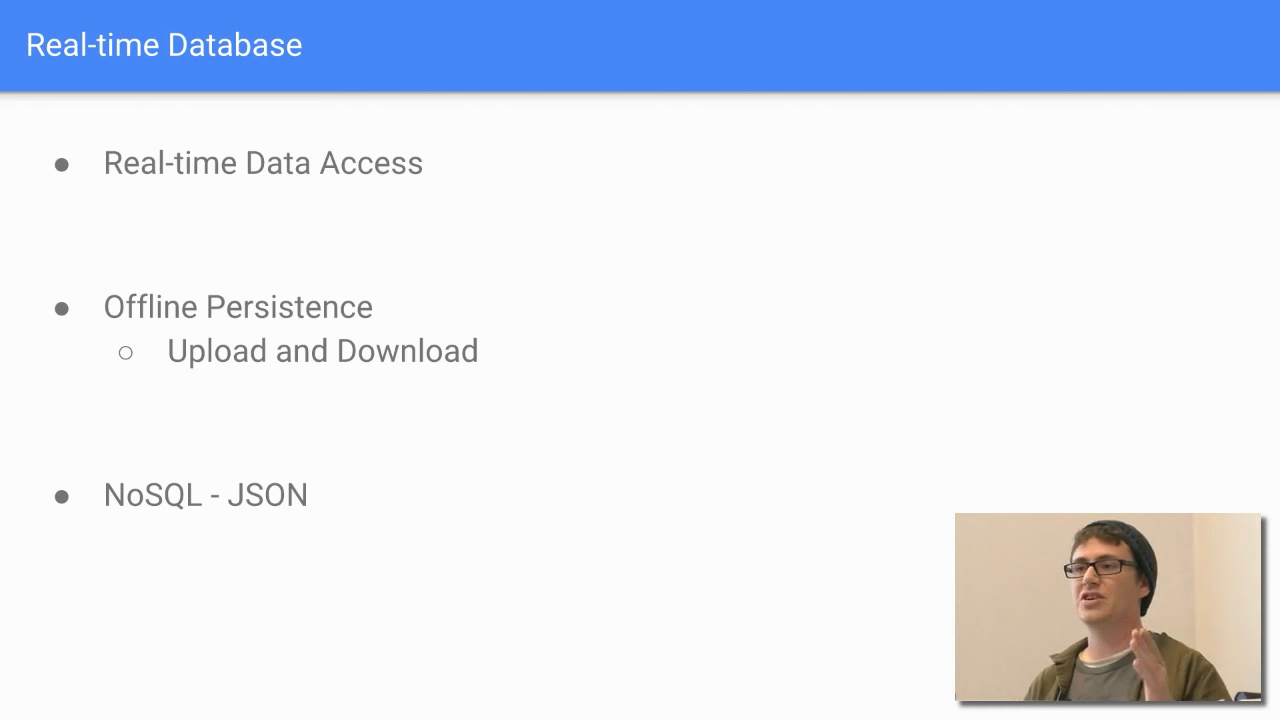 Real-time Database
● Real-time Data Access
● Offline Persistence
○ Upload and Download
● NoSQL - JSON